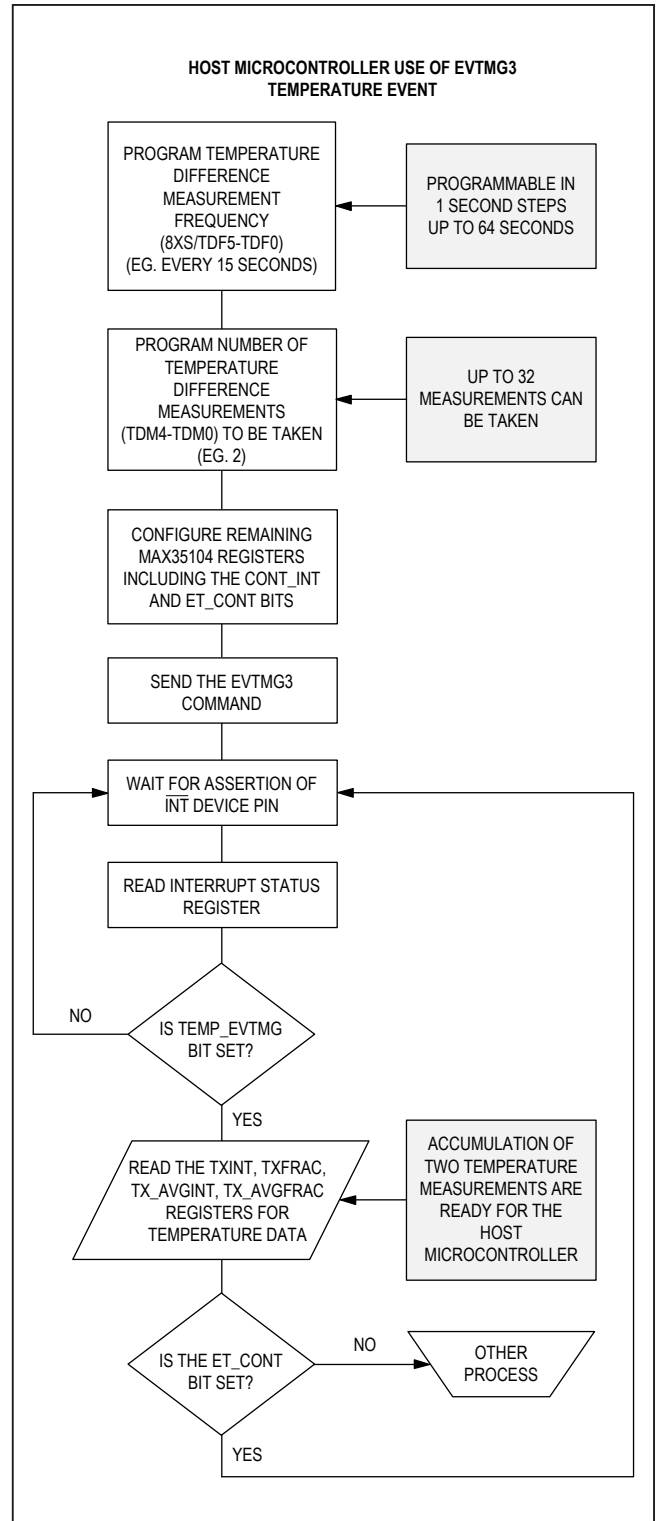 HOST MICROCONTROLLER USE OF EVTMG3
TEMPERATURE EVENT
PROGRAM TEMPERATURE
DIFFERENCE
MEASUREMENT
FREQUENCY
(8XS/TDF5-TDF0)
(EG. EVERY 15 SECONDS)
PROGRAMMABLE IN
1 SECOND STEPS
UP TO 64 SECONDS
PROGRAM NUMBER OF
TEMPERATURE
DIFFERENCE
MEASUREMENTS
(TDM4-TDM0) TO BE TAKEN
(EG. 2)
UP TO 32
MEASUREMENTS CAN
BE TAKEN
CONFIGURE REMAINING
MAX35104 REGISTERS
INCLUDING THE CONT_INT
AND ET_CONT BITS
SEND THE EVTMG3
COMMAND
WAIT FOR ASSERTION OF
INT DEVICE PIN
READ INTERRUPT STATUS
REGISTER
NO
IS TEMP_EVTMG
BIT SET?
YES
READ THE TXINT, TXFRAC,
TX_AVGINT, TX_AVGFRAC
REGISTERS FOR
TEMPERATURE DATA
ACCUMULATION OF
TWO TEMPERATURE
MEASUREMENTS ARE
READY FOR THE
HOST
MICROCONTROLLER
IS THE ET_CONT
BIT SET?
NO
OTHER
PROCESS
YES